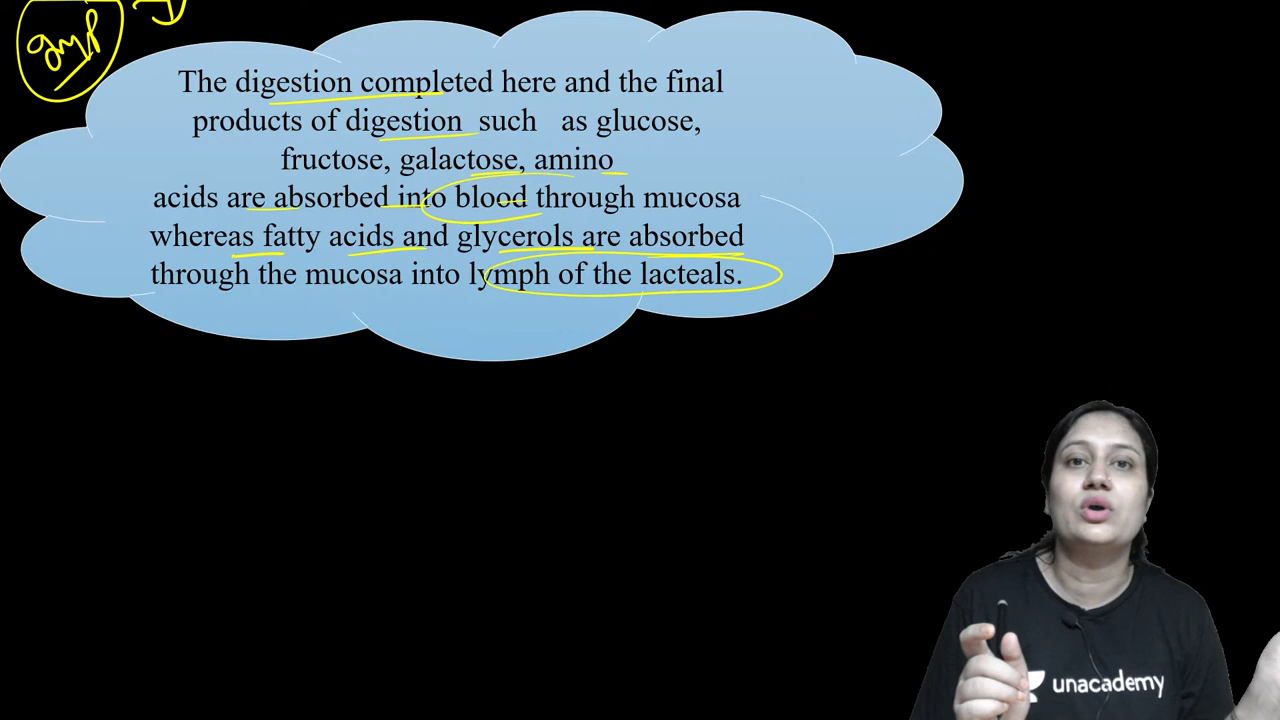 Imp
The digestion completed here and the final
products of digestion such as glucose,
fructose, galactose, amino
acids are absorbed into blood through mucosa
whereas fatty acids and glycerols are absorbed
through the mucosa into lymph of the lacteals.
unacademy